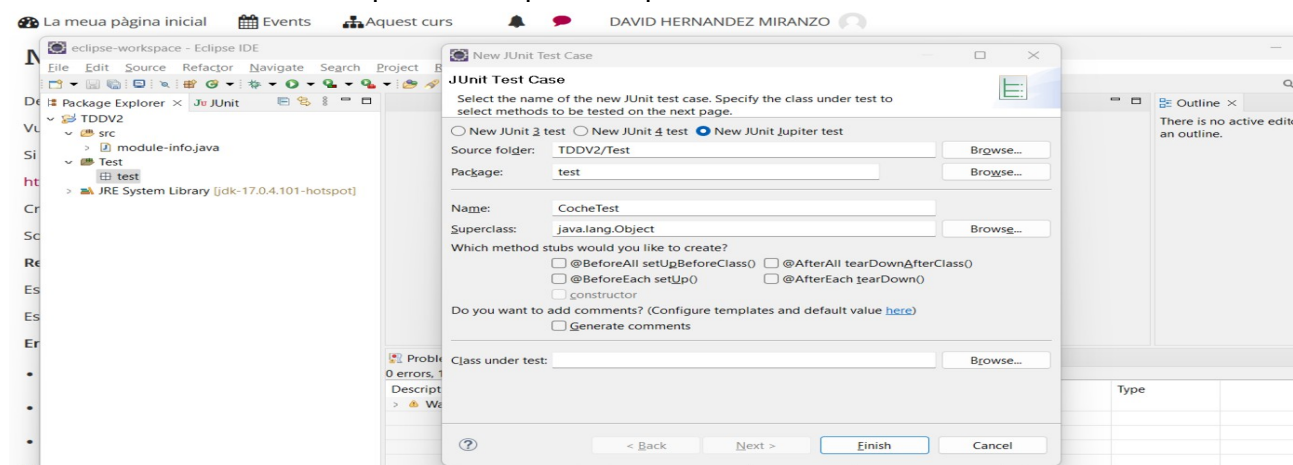 La meua pàgina inicial Events Aquest curs DAVID HERNANDEZ MIRANZO
eclipse-workspace - Eclipse IDE
File Edit Source Refactor Navigate Search Project
Package Explorer × Ju JUnit
TDDV2
src
module-info.java
Test
test
JRE System Library [jdk-17.0.4.101-hotspot]
New JUnit Test Case
JUnit Test Case
Select the name of the new JUnit test case. Specify the class under test to
select methods to be tested on the next page.
New JUnit 3 test New JUnit 4 test New JUnit Jupiter test
Source folder: TDDV2/Test Browse...
Package: test Browse...
Name: CocheTest
Superclass: java.lang.Object Browse...
Which method stubs would you like to create?
@BeforeAll setUpBeforeClass() @AfterAll tearDownAfterClass()
@BeforeEach setUp() @AfterEach tearDown()
constructor
Do you want to add comments? (Configure templates and default value here)
Generate comments
Class under test: Browse...
? < Back Next > Finish Cancel
Outline ×
There is no active
an outline.
0 errors,
Type